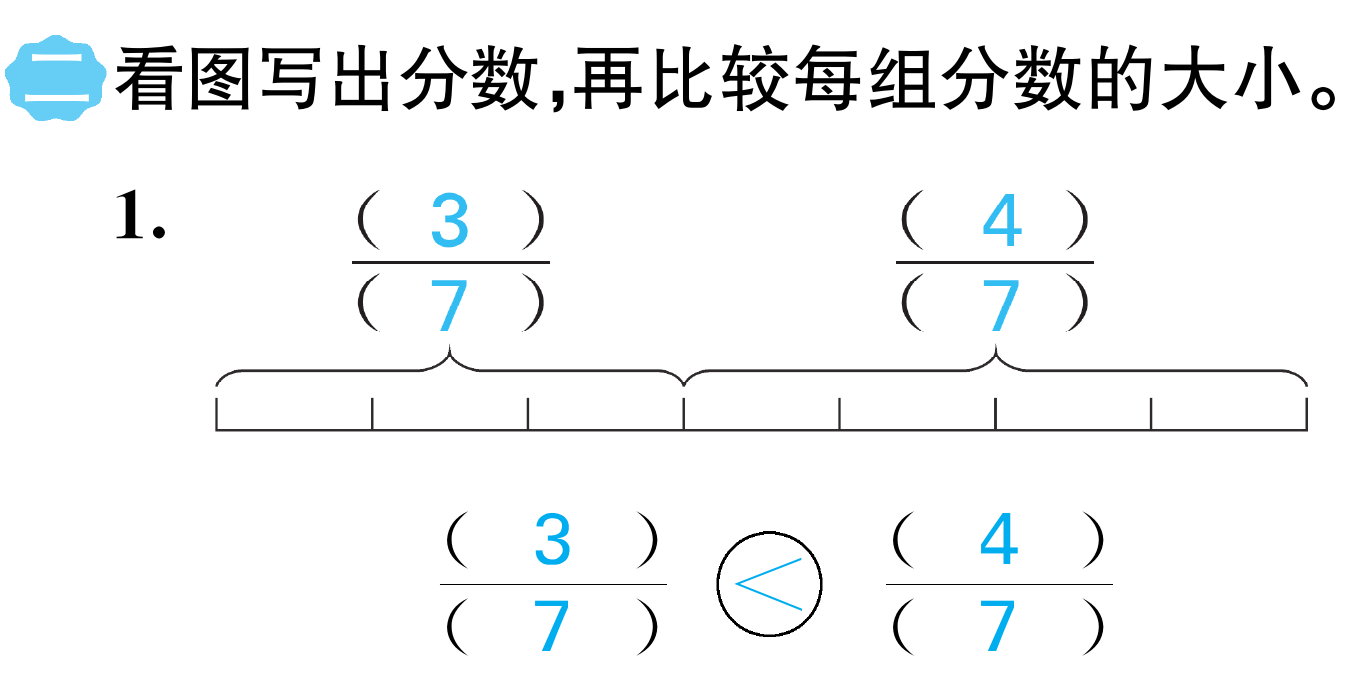 二 看图写出分数,再比较每组分数的大小。
1. ( 3 ) ( 4 )
( 7 ) ( 7 )
( 3 ) < ( 4 )
( 7 ) ( 7 )